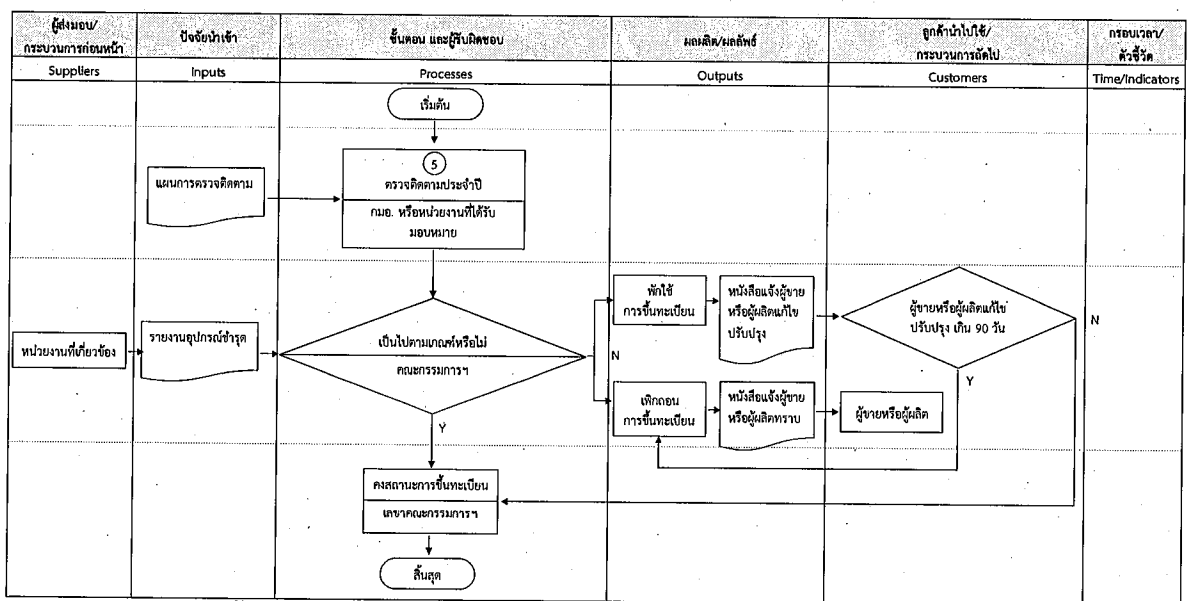 ผู้ส่งมอบ/
กระบวนการก่อนหน้า
ปัจจัยนำเข้า
ขั้นตอน และผู้รับผิดชอบ
ผลผลิต/ผลลัพธ์
ลูกค้านำไปใช้/
กระบวนการถัดไป
กรอบเวลา/
ตัวชี้วัด
Suppliers
Inputs
Processes
Outputs
Customers
Time/Indicators
เริ่มต้น
5
แผนการตรวจติดตาม
ตรวจติดตามประจำปี
กมอ. หรือหน่วยงานที่ได้รับ
มอบหมาย
หน่วยงานที่เกี่ยวข้อง
รายงานอุปกรณ์ชำรุด
เป็นไปตามเกณฑ์หรือไม่
คณะกรรมการฯ
N
พักใช้
การขึ้นทะเบียน
หนังสือแจ้งผู้ขาย
หรือผู้ผลิตแก้ไข
ปรับปรุง
ผู้ขายหรือผู้ผลิตแก้ไข
ปรับปรุง เกิน 90 วัน
N
Y
เพิกถอน
การขึ้นทะเบียน
หนังสือแจ้งผู้ขาย
หรือผู้ผลิตทราบ
ผู้ขายหรือผู้ผลิต
Y
คงสถานะการขึ้นทะเบียน
เลขาคณะกรรมการฯ
สิ้นสุด